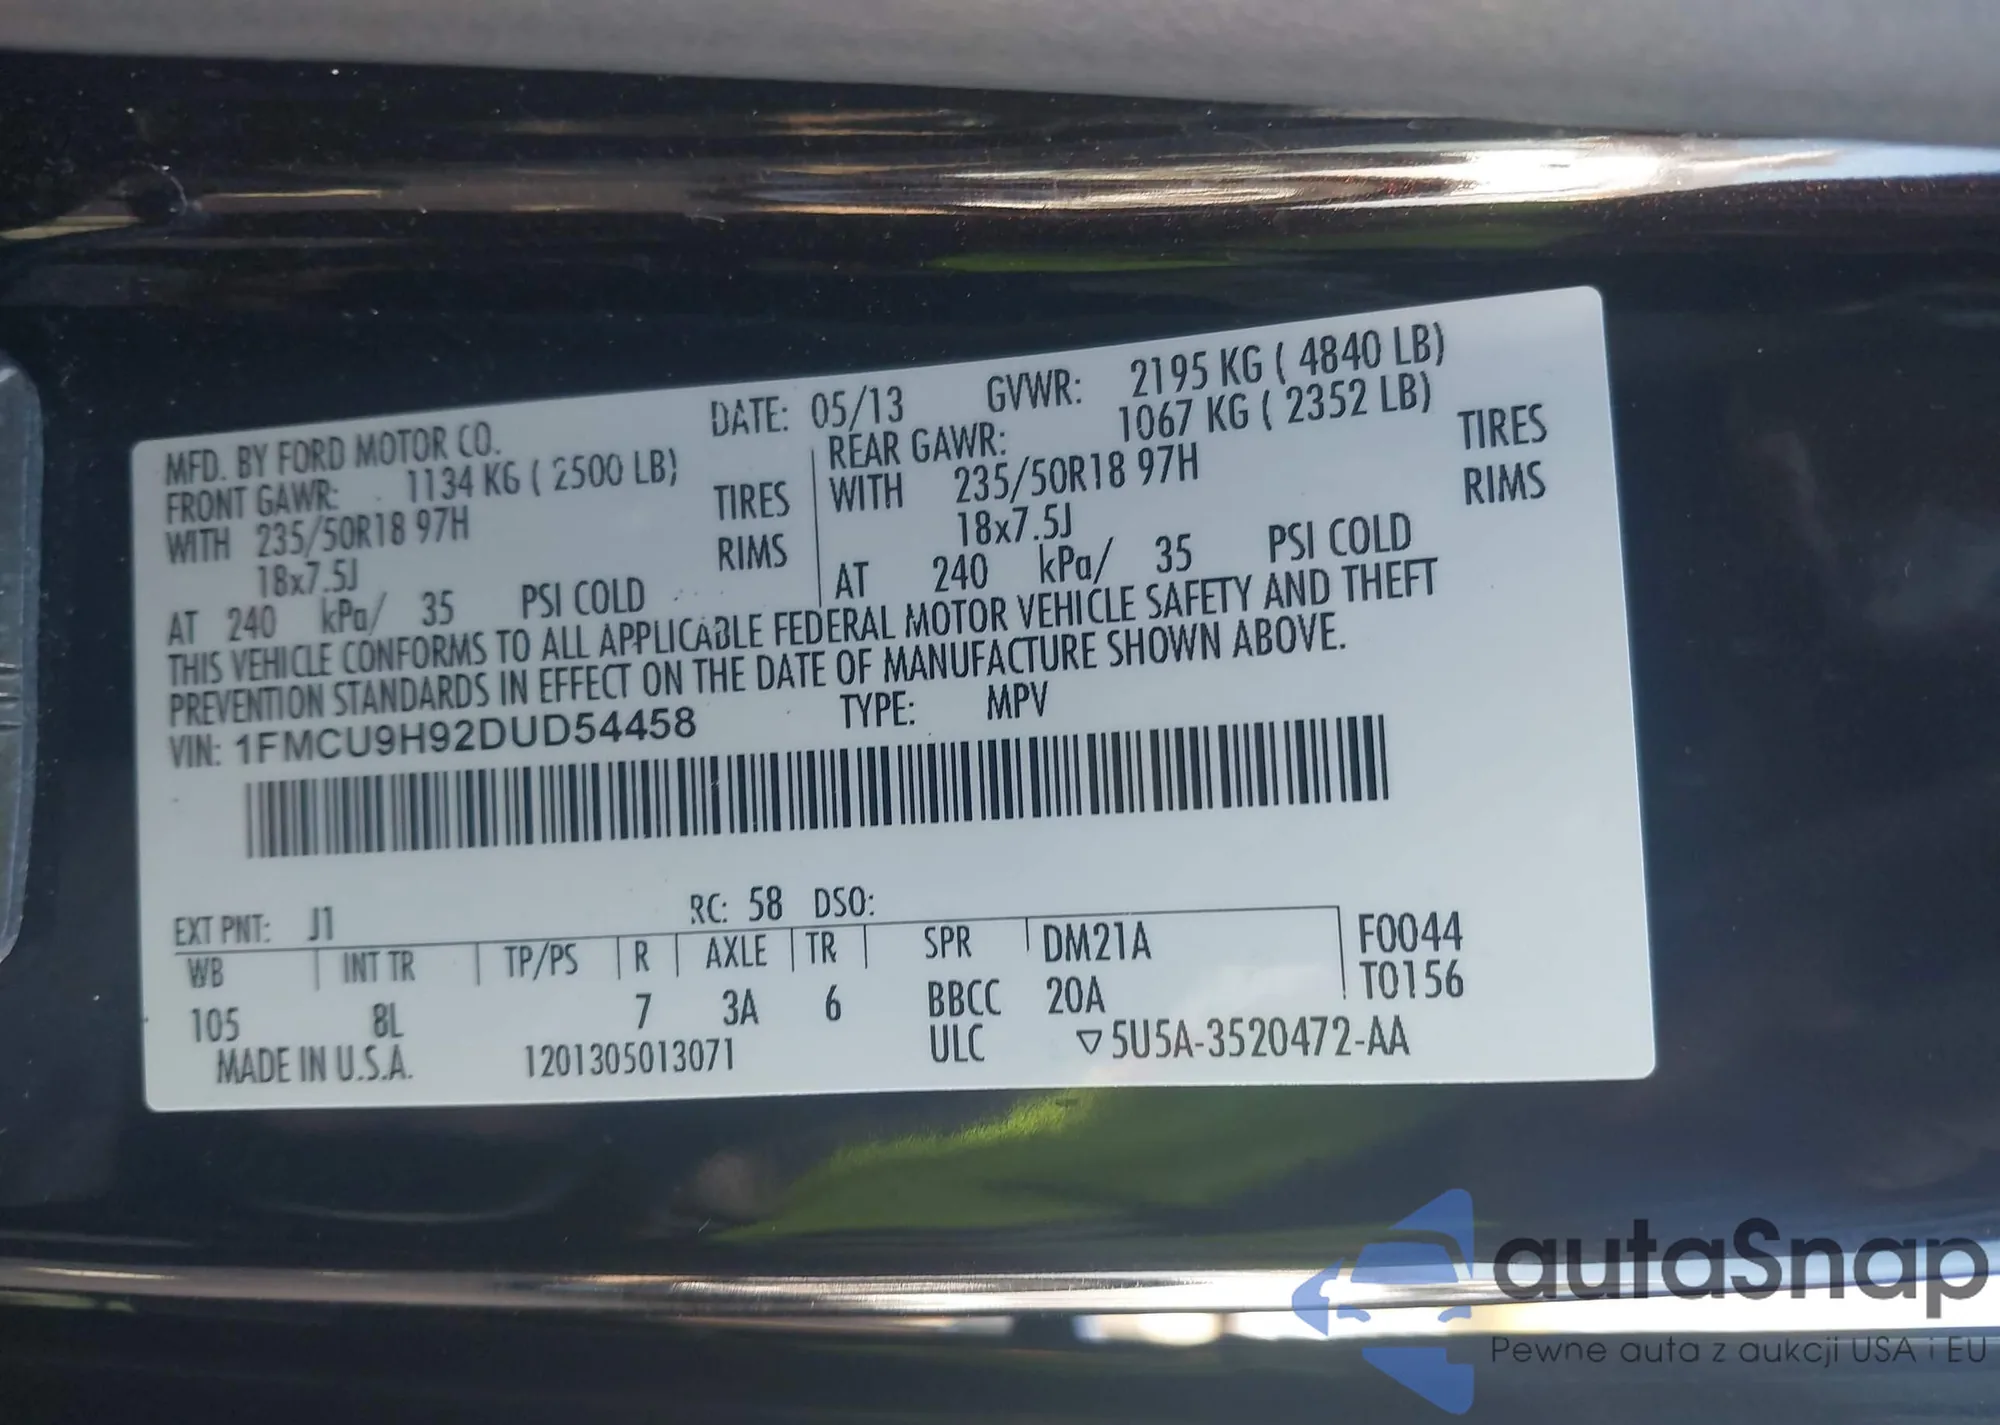 MFD. BY FORD MOTOR CO. DATE: 05/13 GVWR: 2195 KG ( 4840 LB)
FRONT GAWR: 1134 KG ( 2500 LB) REAR GAWR: 1067 KG ( 2352 LB)
WITH 235/50R18 97H TIRES WITH 235/50R18 97H TIRES
18x7.5J RIMS 18x7.5J RIMS
AT 240 kPa/ 35 PSI COLD AT 240 kPa/ 35 PSI COLD
THIS VEHICLE CONFORMS TO ALL APPLICABLE FEDERAL MOTOR VEHICLE SAFETY AND THEFT
PREVENTION STANDARDS IN EFFECT ON THE DATE OF MANUFACTURE SHOWN ABOVE.
VIN: 1FMCU9H92DUD54458 TYPE: MPV
EXT PNT: J1 RC: 58 DSO:
WB INT TR TP/PS R AXLE TR SPR DM21A F0044
105 8L 7 3A 6 BBCC 20A T0156
MADE IN U.S.A. 1201305013071 ULC ▽5U5A-3520472-AA
autaSnap
Pewne auta z aukcji USA i EU